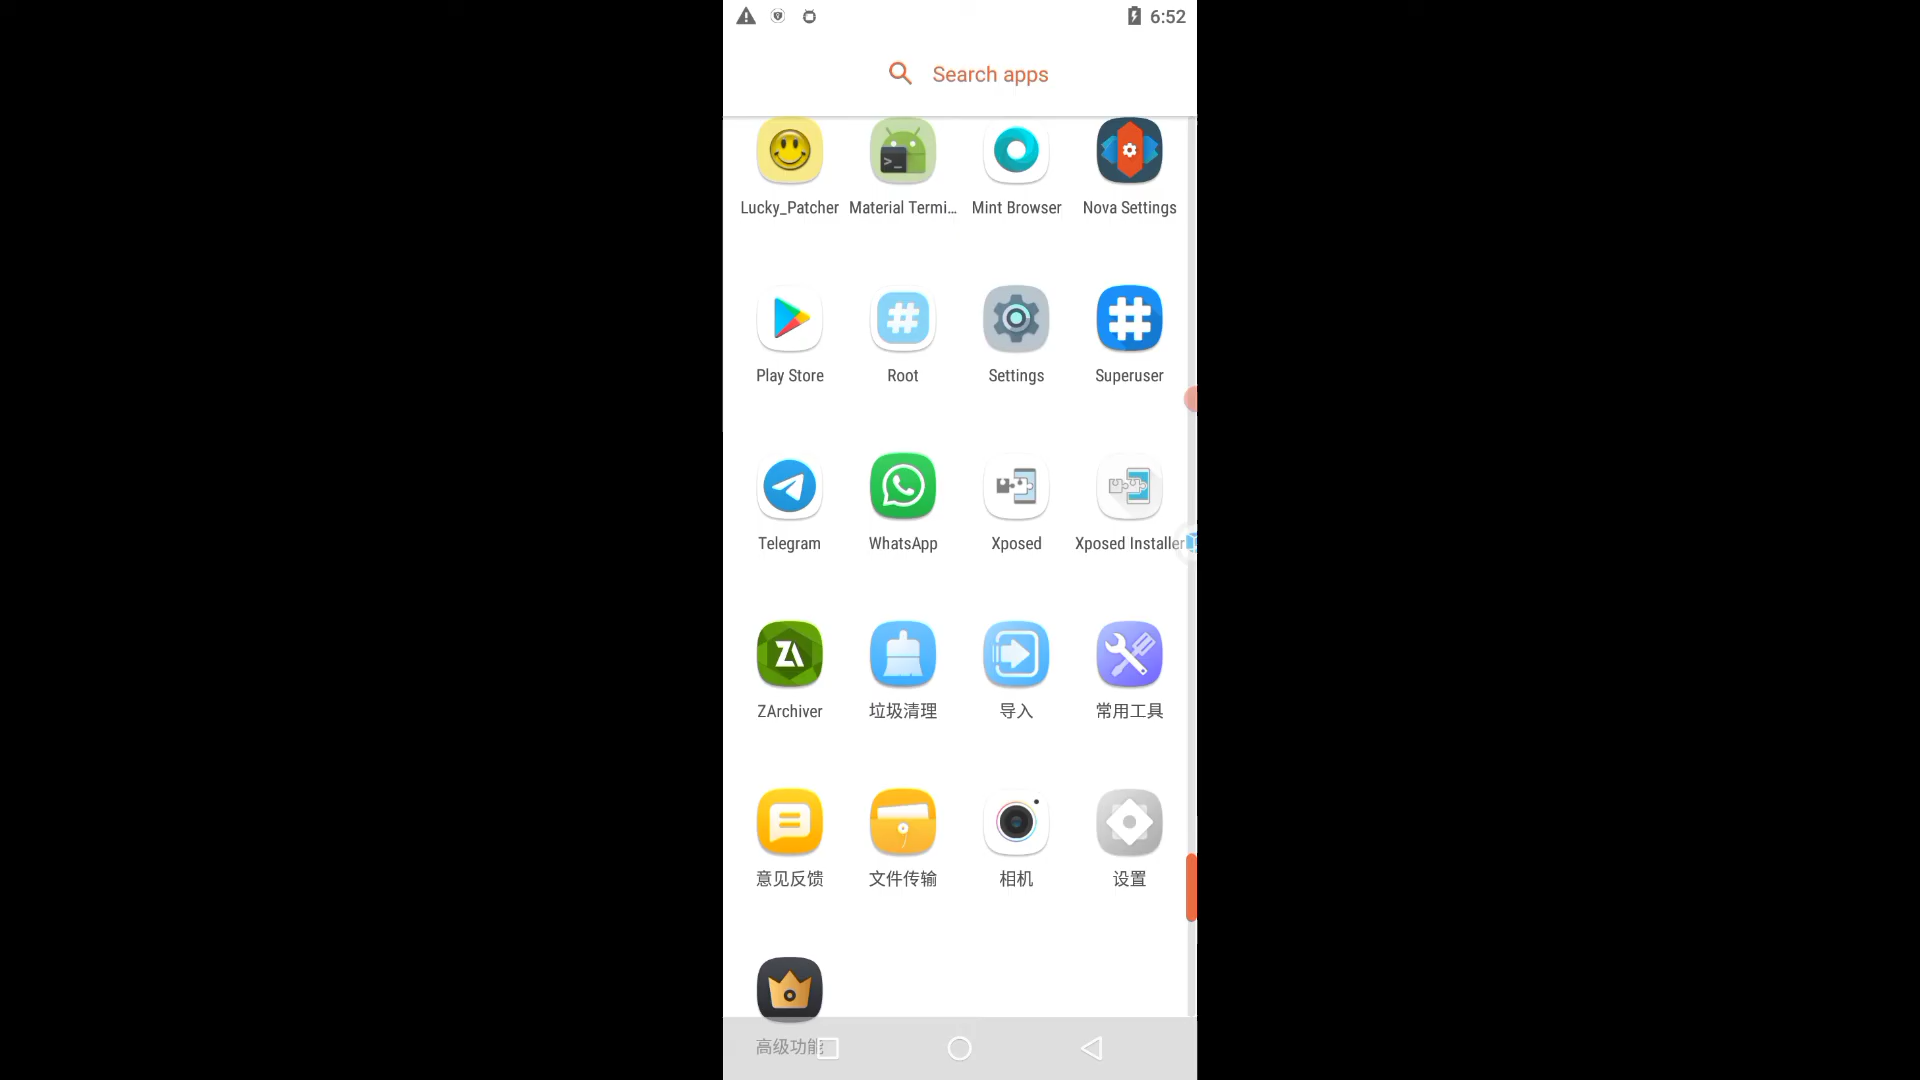 6:52
Search apps
Lucky_Patcher Material Termi... Mint Browser Nova Settings
Play Store Root Settings Superuser
Telegram WhatsApp Xposed Xposed Installer
ZA
ZArchiver 垃圾清理 导入 常用工具
意见反馈 文件传输 相机 设置
高级功能